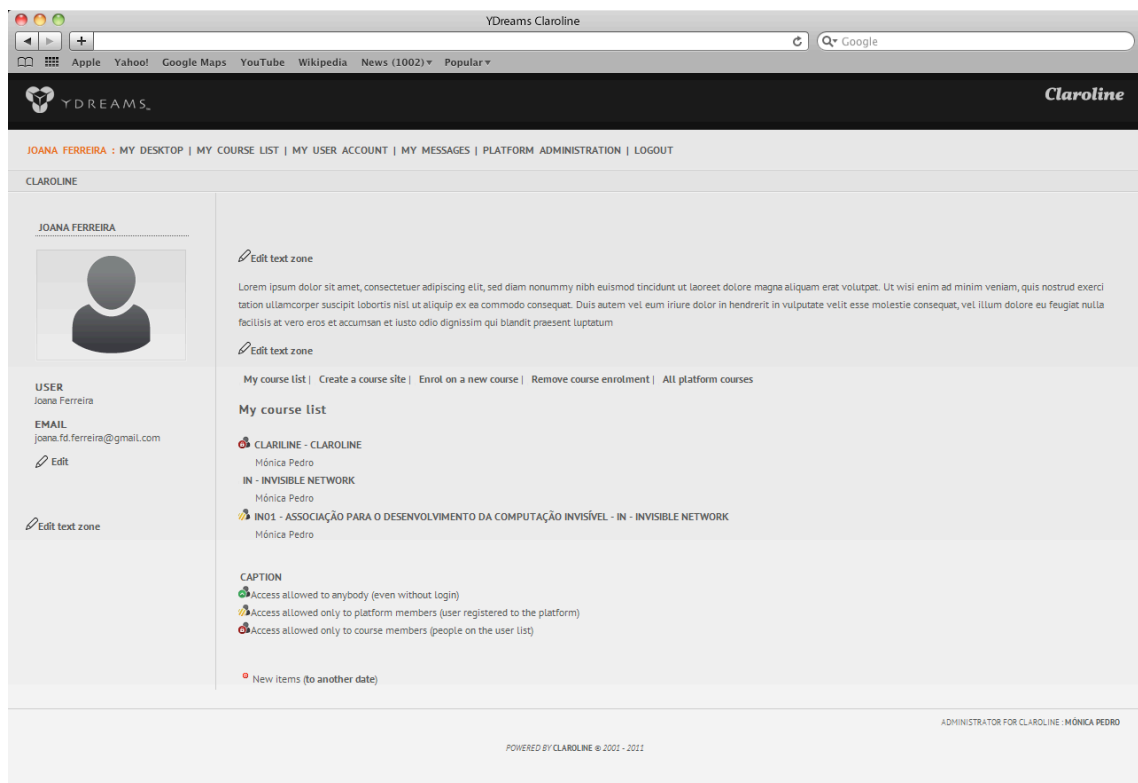 YDreams Claroline
Google
Apple Yahoo! Google Maps YouTube Wikipedia News (1002) Popular
YDREAMS
Claroline
JOANA FERREIRA : MY DESKTOP | MY COURSE LIST | MY USER ACCOUNT | MY MESSAGES | PLATFORM ADMINISTRATION | LOGOUT
CLAROLINE
JOANA FERREIRA
USER
Joana Ferreira
EMAIL
joana.fd.ferreira@gmail.com
Edit
Edit text zone
Edit text zone
Lorem ipsum dolor sit amet, consectetuer adipiscing elit, sed diam nonummy nibh euismod tincidunt ut laoreet dolore magna aliquam erat volutpat. Ut wisi enim ad minim veniam, quis nostrud exerci
tation ullamcorper suscipit lobortis nisl ut aliquip ex ea commodo consequat. Duis autem vel eum iriure dolor in hendrerit in vulputate velit esse molestie consequat, vel illum dolore eu feugiat nulla
facilisis at vero eros et accumsan et iusto odio dignissim qui blandit praesent luptatum
Edit text zone
My course list | Create a course site | Enrol on a new course | Remove course enrolment | All platform courses
My course list
CLARILINE - CLAROLINE
Mónica Pedro
IN - INVISIBLE NETWORK
Mónica Pedro
IN01 - ASSOCIAÇÃO PARA O DESENVOLVIMENTO DA COMPUTAÇÃO INVISÍVEL - IN - INVISIBLE NETWORK
Mónica Pedro
CAPTION
Access allowed to anybody (even without login)
Access allowed only to platform members (user registered to the platform)
Access allowed only to course members (people on the user list)
New items (to another date)
ADMINISTRATOR FOR CLAROLINE : MÓNICA PEDRO
POWERED BY CLAROLINE © 2001 - 2011